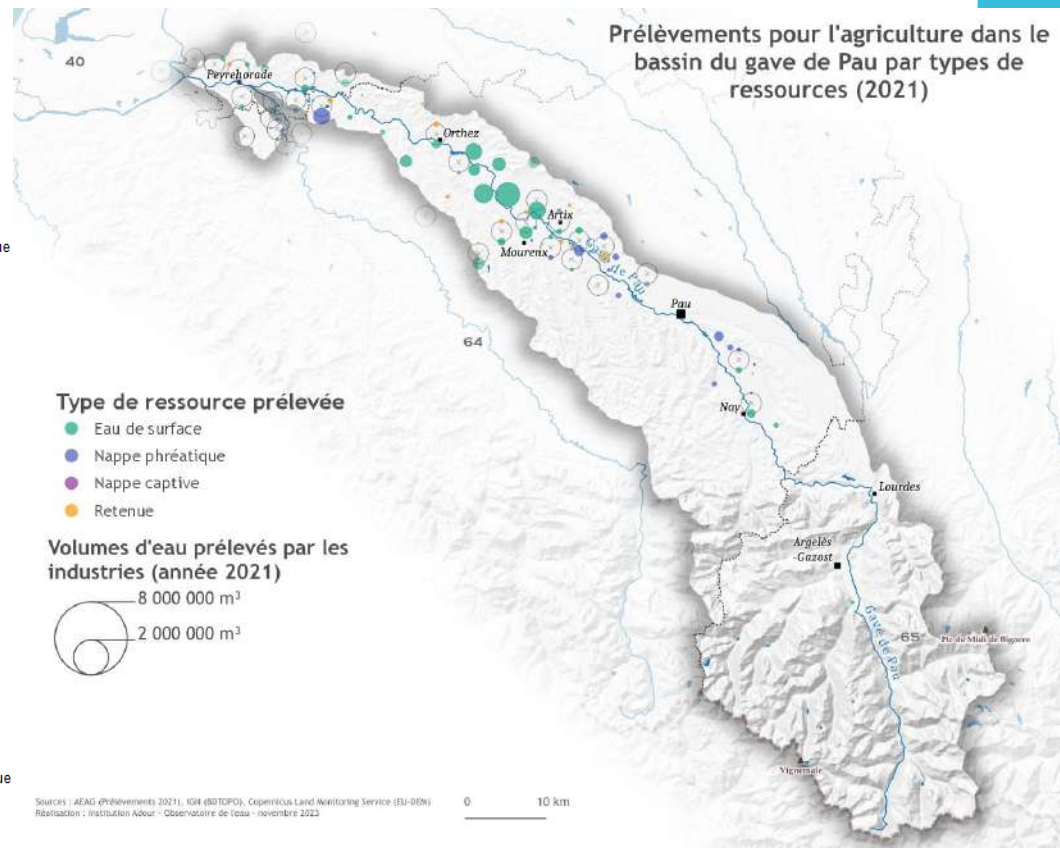 Prélèvements pour l'agriculture dans le
bassin du gave de Pau par types de
ressources (2021)
40
Peyrehorade
Orthez
Artix
Mourenx
Gave de Pau
Pau
64
Nay
Lourdes
Argelès
-Gazost
Gave de Pau
65
Pic du Midi de Bigorre
Vignemale
ue
Type de ressource prélevée
Eau de surface
Nappe phréatique
Nappe captive
Retenue
Volumes d'eau prélevés par les
industries (année 2021)
8 000 000 m³
2 000 000 m³
ue
Sources : AEAG (Prélèvements 2021), IGN (BDTOPO), Copernicus Land Monitoring Service (EU-DEM)
Réalisation : Institution Adour - Observatoire de l'eau - novembre 2023
0 10 km